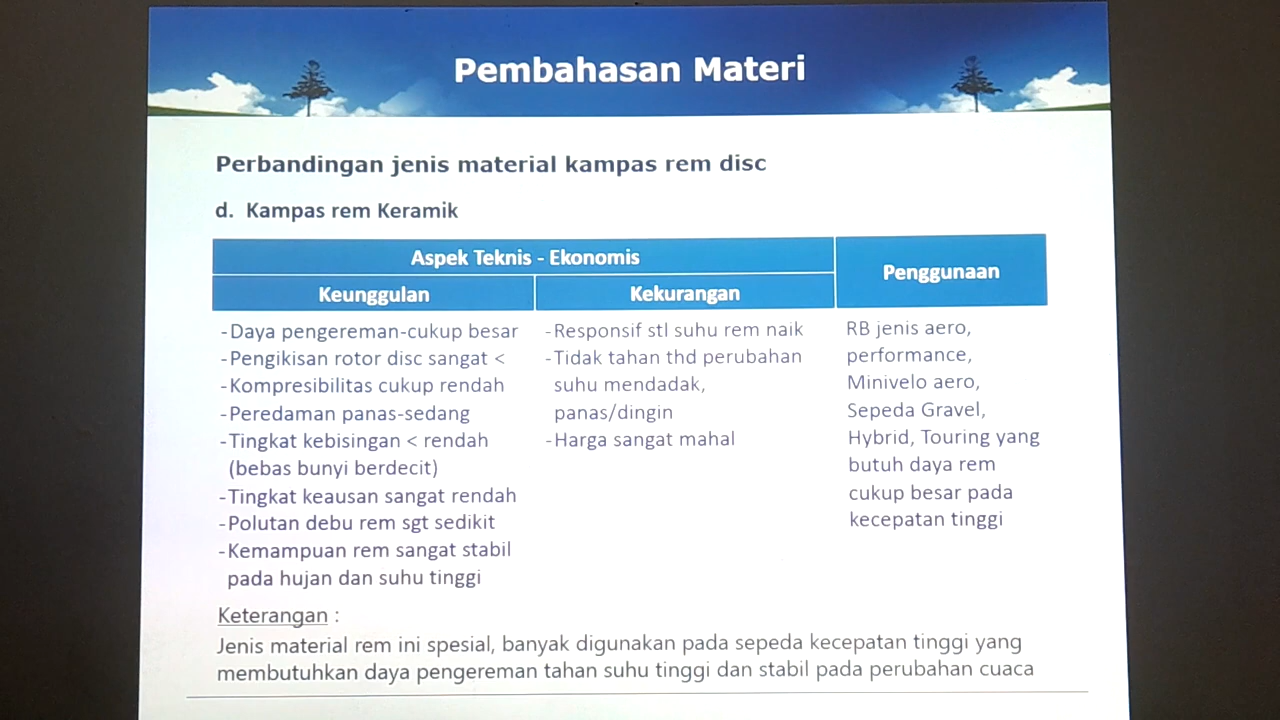 Pembahasan Materi
Perbandingan jenis material kampas rem disc
d. Kampas rem Keramik
Aspek Teknis - Ekonomis
Penggunaan
Keunggulan
Kekurangan
-Daya pengereman-cukup besar
-Pengikisan rotor disc sangat <
-Kompresibilitas cukup rendah
-Peredaman panas-sedang
-Tingkat kebisingan < rendah
(bebas bunyi berdecit)
-Tingkat keausan sangat rendah
-Polutan debu rem sgt sedikit
-Kemampuan rem sangat stabil
pada hujan dan suhu tinggi
-Responsif stl suhu rem naik
-Tidak tahan thd perubahan
suhu mendadak,
panas/dingin
-Harga sangat mahal
RB jenis aero,
performance,
Minivelo aero,
Sepeda Gravel,
Hybrid, Touring yang
butuh daya rem
cukup besar pada
kecepatan tinggi
Keterangan :
Jenis material rem ini spesial, banyak digunakan pada sepeda kecepatan tinggi yang
membutuhkan daya pengereman tahan suhu tinggi dan stabil pada perubahan cuaca